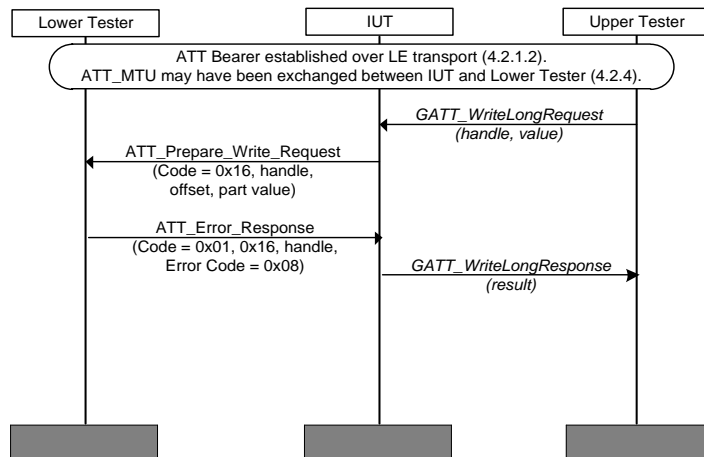 Lower Tester
IUT
Upper Tester
ATT Bearer established over LE transport (4.2.1.2).
ATT_MTU may have been exchanged between IUT and Lower Tester (4.2.4).
GATT_WriteLongRequest
(handle, value)
ATT_Prepare_Write_Request
(Code = 0x16, handle,
offset, part value)
ATT_Error_Response
(Code = 0x01, 0x16, handle,
Error Code = 0x08)
GATT_WriteLongResponse
(result)